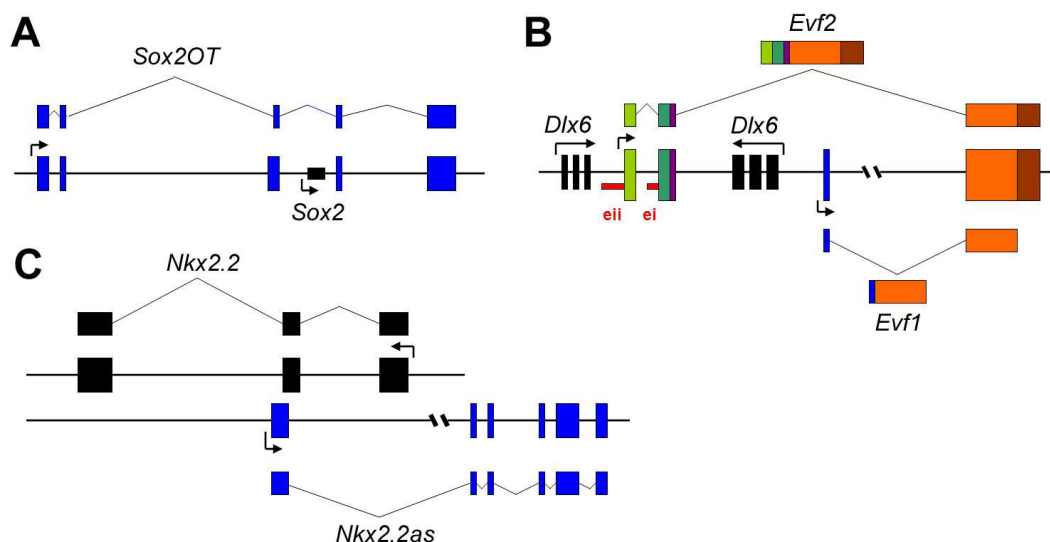 A
Sox2OT
Sox2
B
Evf2
Dlx6
Dlx6
eii
ei
Evf1
C
Nkx2.2
Nkx2.2as